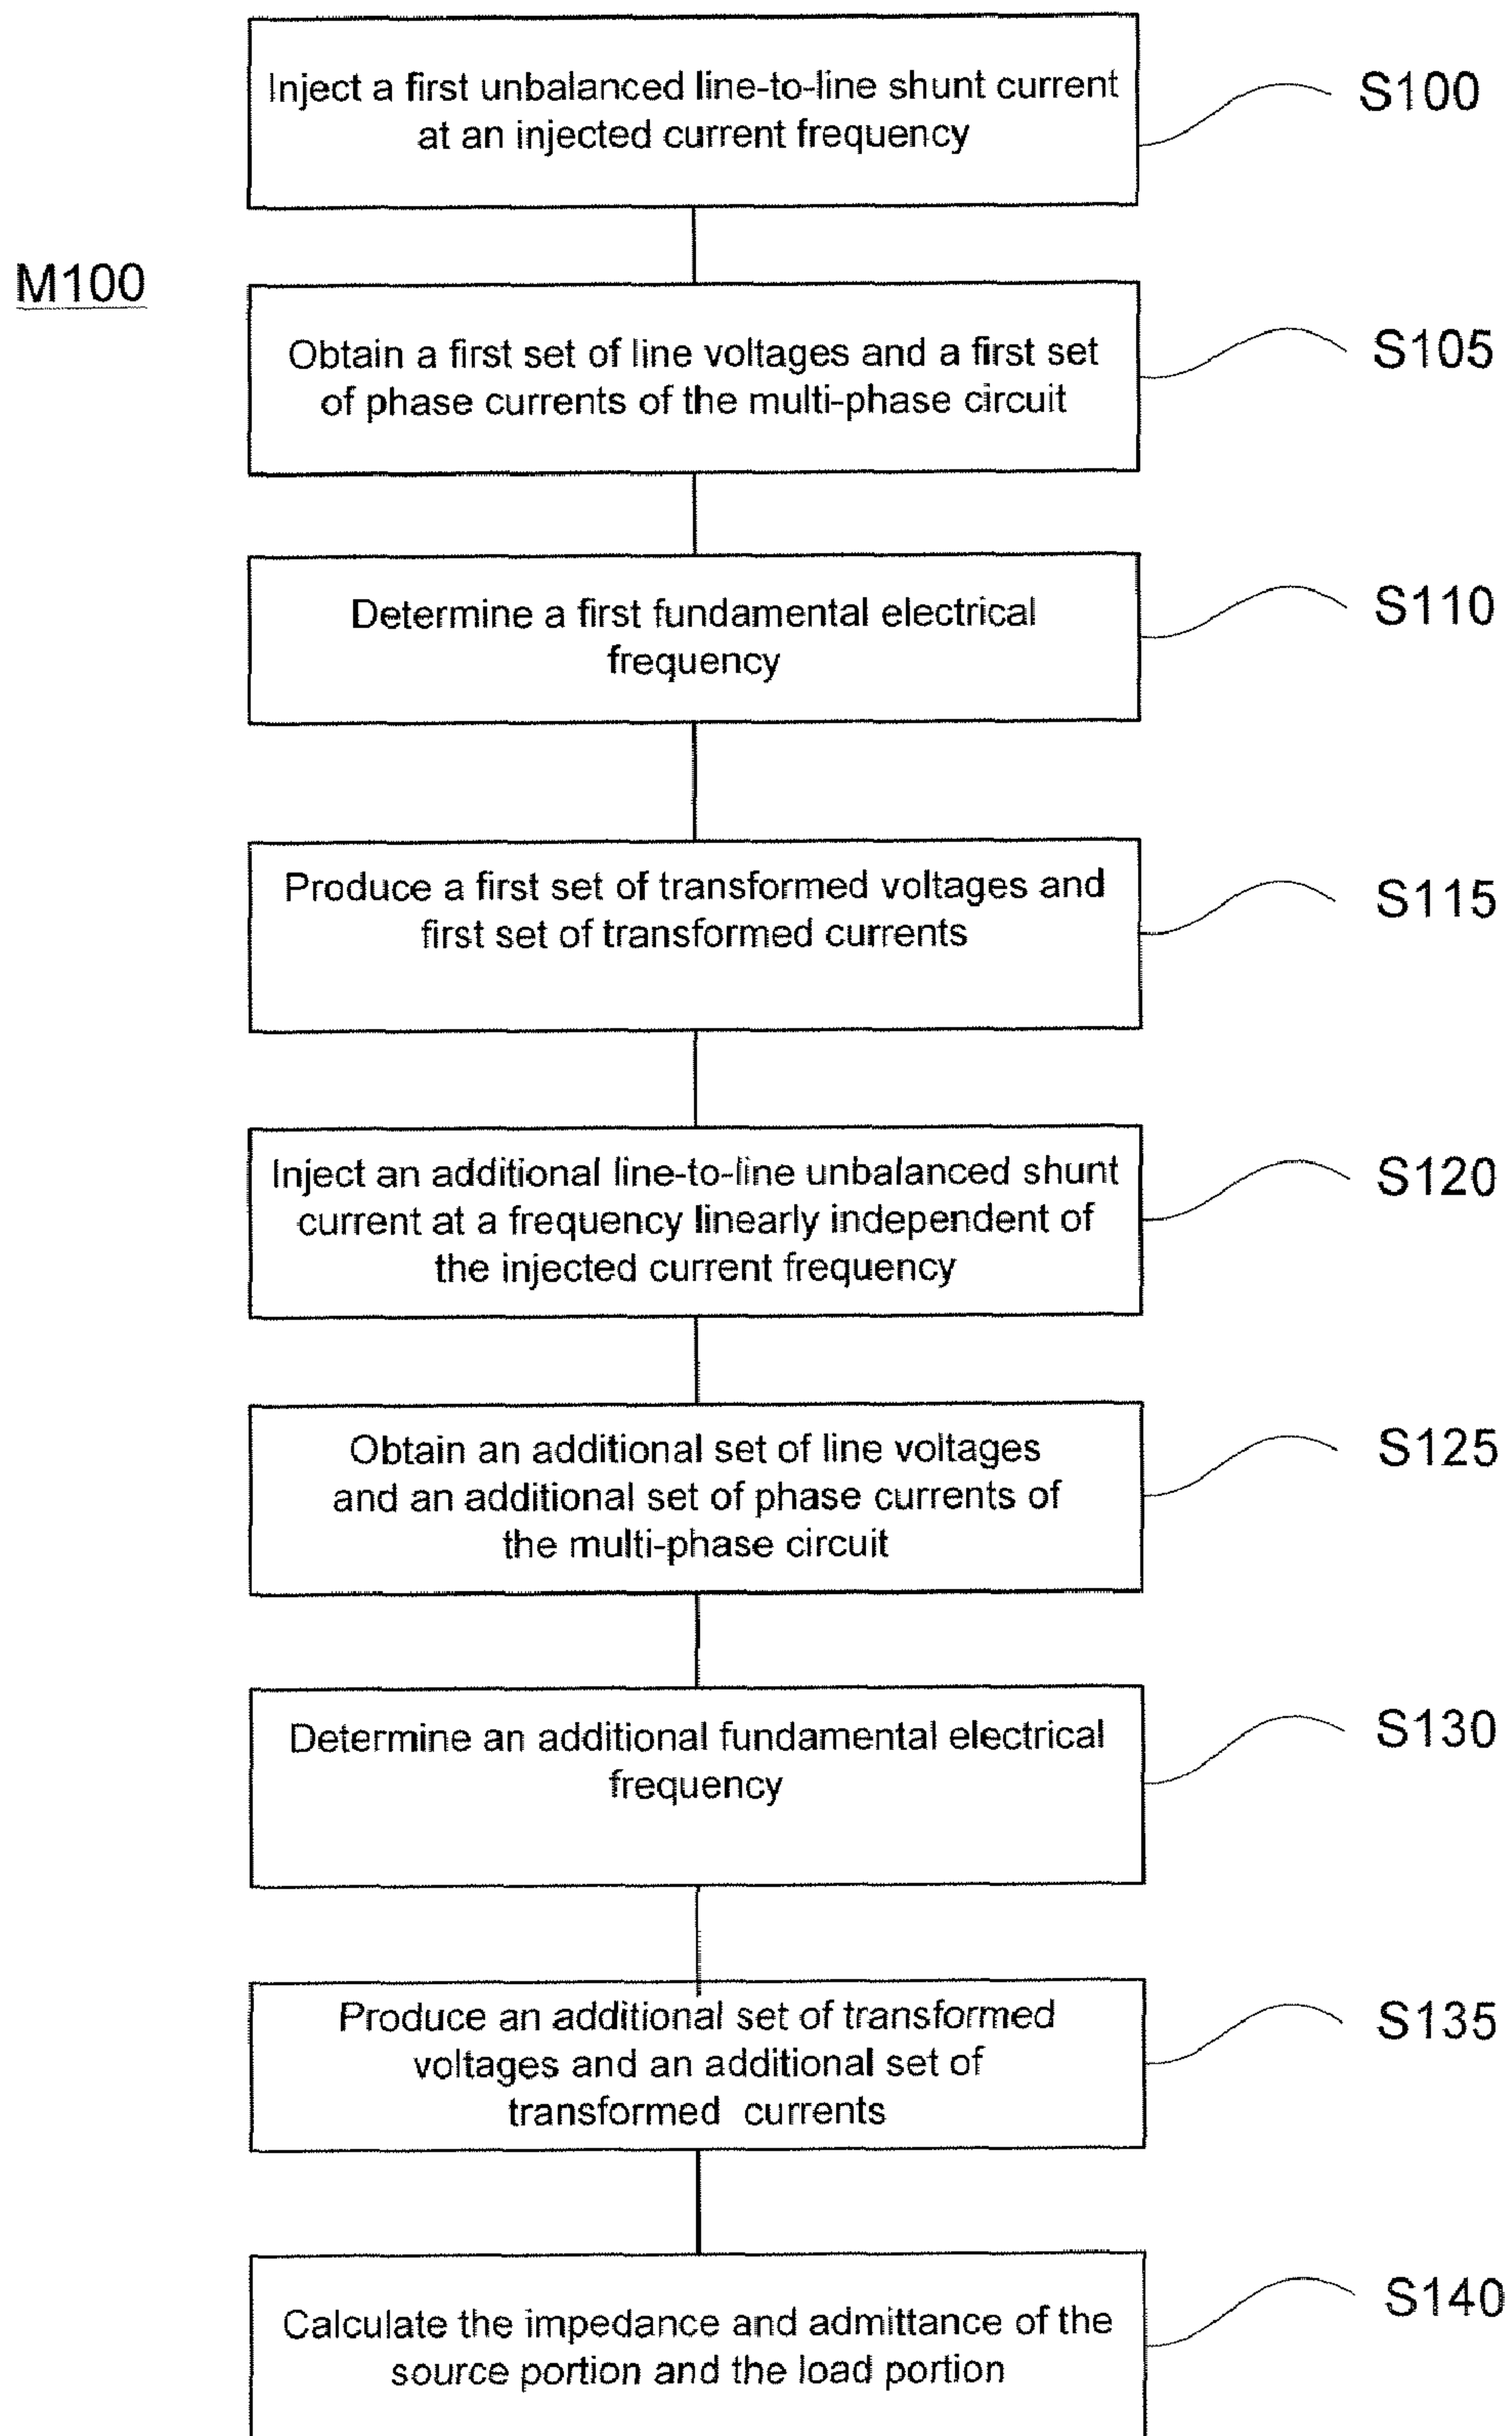 Inject a first unbalanced line-to-line shunt current
at an injected current frequency
S100
M100
Obtain a first set of line voltages and a first set
of phase currents of the multi-phase circuit
S105
Determine a first fundamental electrical
frequency
S110
Produce a first set of transformed voltages and
first set of transformed currents
S115
Inject an additional line-to-line unbalanced shunt
current at a frequency linearly independent of
the injected current frequency
S120
Obtain an additional set of line voltages
and an additional set of phase currents of
the multi-phase circuit
S125
Determine an additional fundamental electrical
frequency
S130
Produce an additional set of transformed
voltages and an additional set of
transformed currents
S135
Calculate the impedance and admittance of the
source portion and the load portion
S140